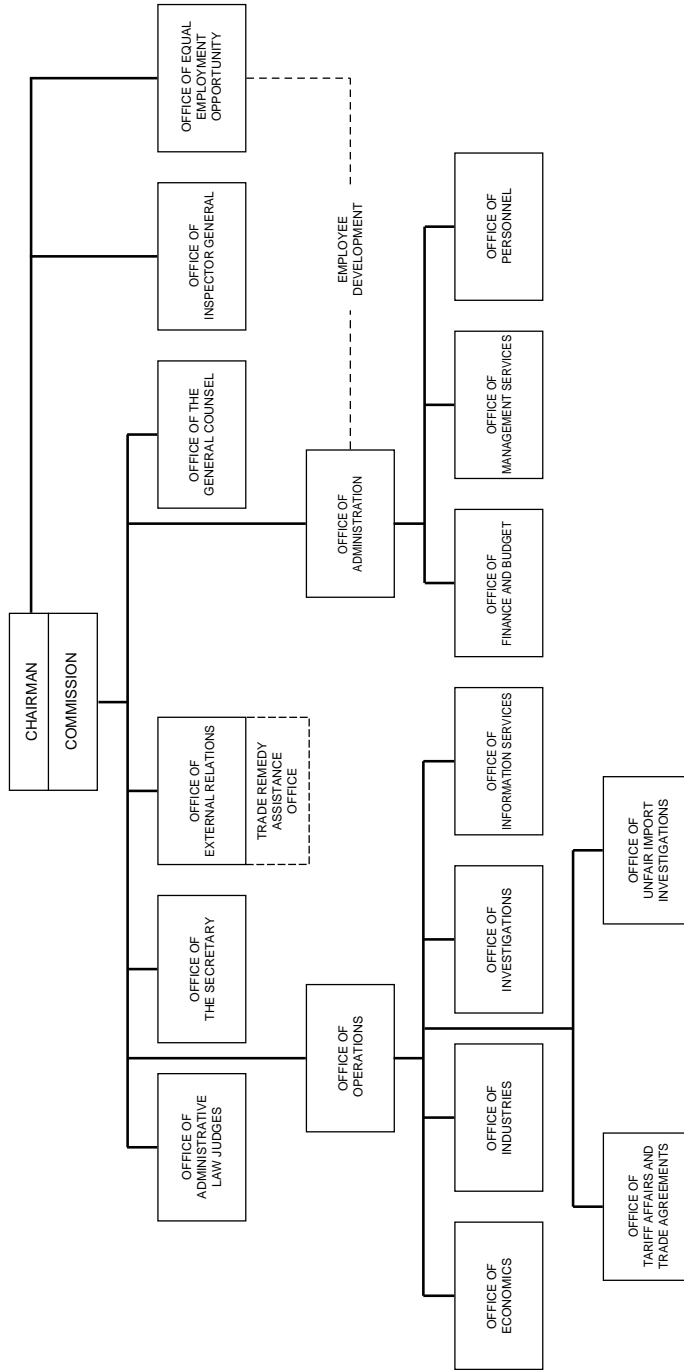 CHAIRMAN
COMMISSION
OFFICE OF
ADMINISTRATIVE
LAW JUDGES
OFFICE OF
THE SECRETARY
OFFICE OF
EXTERNAL RELATIONS
TRADE REMEDY
ASSISTANCE
OFFICE
OFFICE OF THE
GENERAL COUNSEL
OFFICE OF
INSPECTOR GENERAL
OFFICE OF EQUAL
EMPLOYMENT
OPPORTUNITY
OFFICE OF
OPERATIONS
OFFICE OF
ADMINISTRATION
EMPLOYEE
DEVELOPMENT
OFFICE OF
ECONOMICS
OFFICE OF
INDUSTRIES
OFFICE OF
INVESTIGATIONS
OFFICE OF
INFORMATION SERVICES
OFFICE OF
FINANCE AND BUDGET
OFFICE OF
MANAGEMENT SERVICES
OFFICE OF
PERSONNEL
OFFICE OF
TARIFF AFFAIRS AND
TRADE AGREEMENTS
OFFICE OF
UNFAIR IMPORT
INVESTIGATIONS